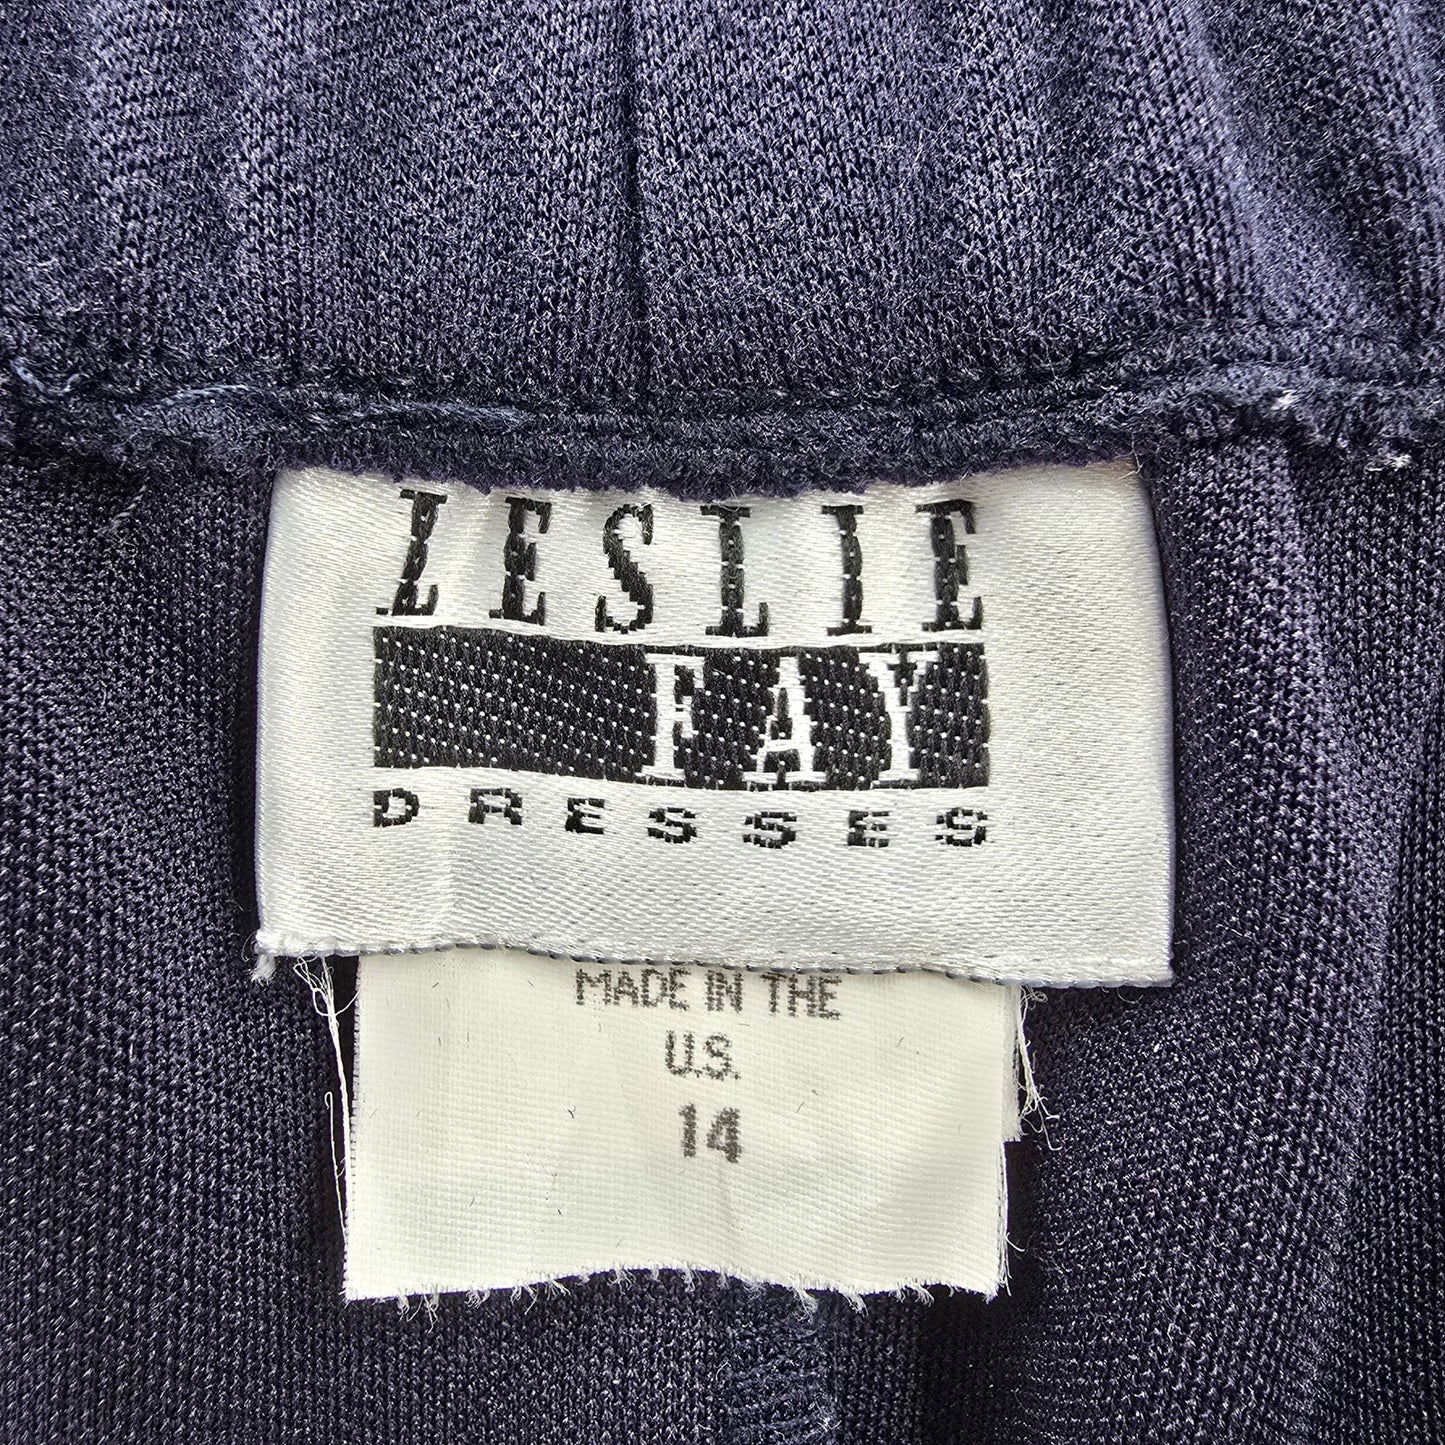 LESLIE
FAY
DRESSES
MADE IN THE
U.S.
14